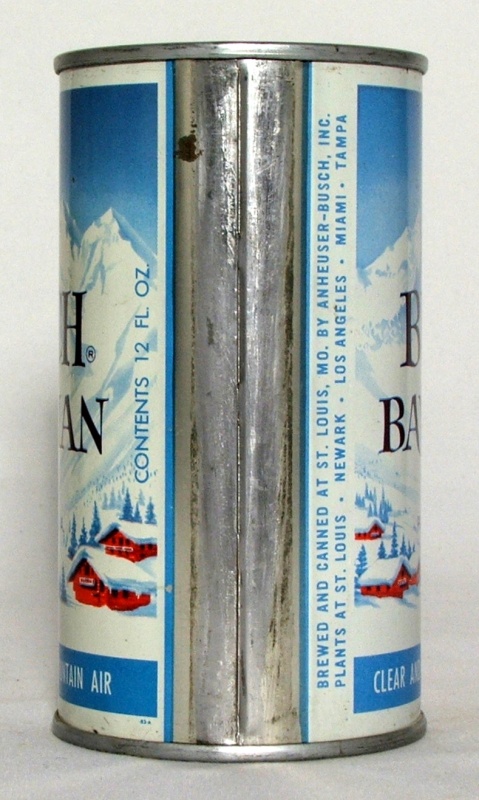 H®
AN
CONTENTS 12 FL. OZ.
NTAIN AIR
BREWED AND CANNED AT ST. LOUIS, MO. BY ANHEUSER-BUSCH, INC.
PLANTS AT ST. LOUIS • NEWARK • LOS ANGELES • MIAMI • TAMPA
B
BA
CLEAR AN